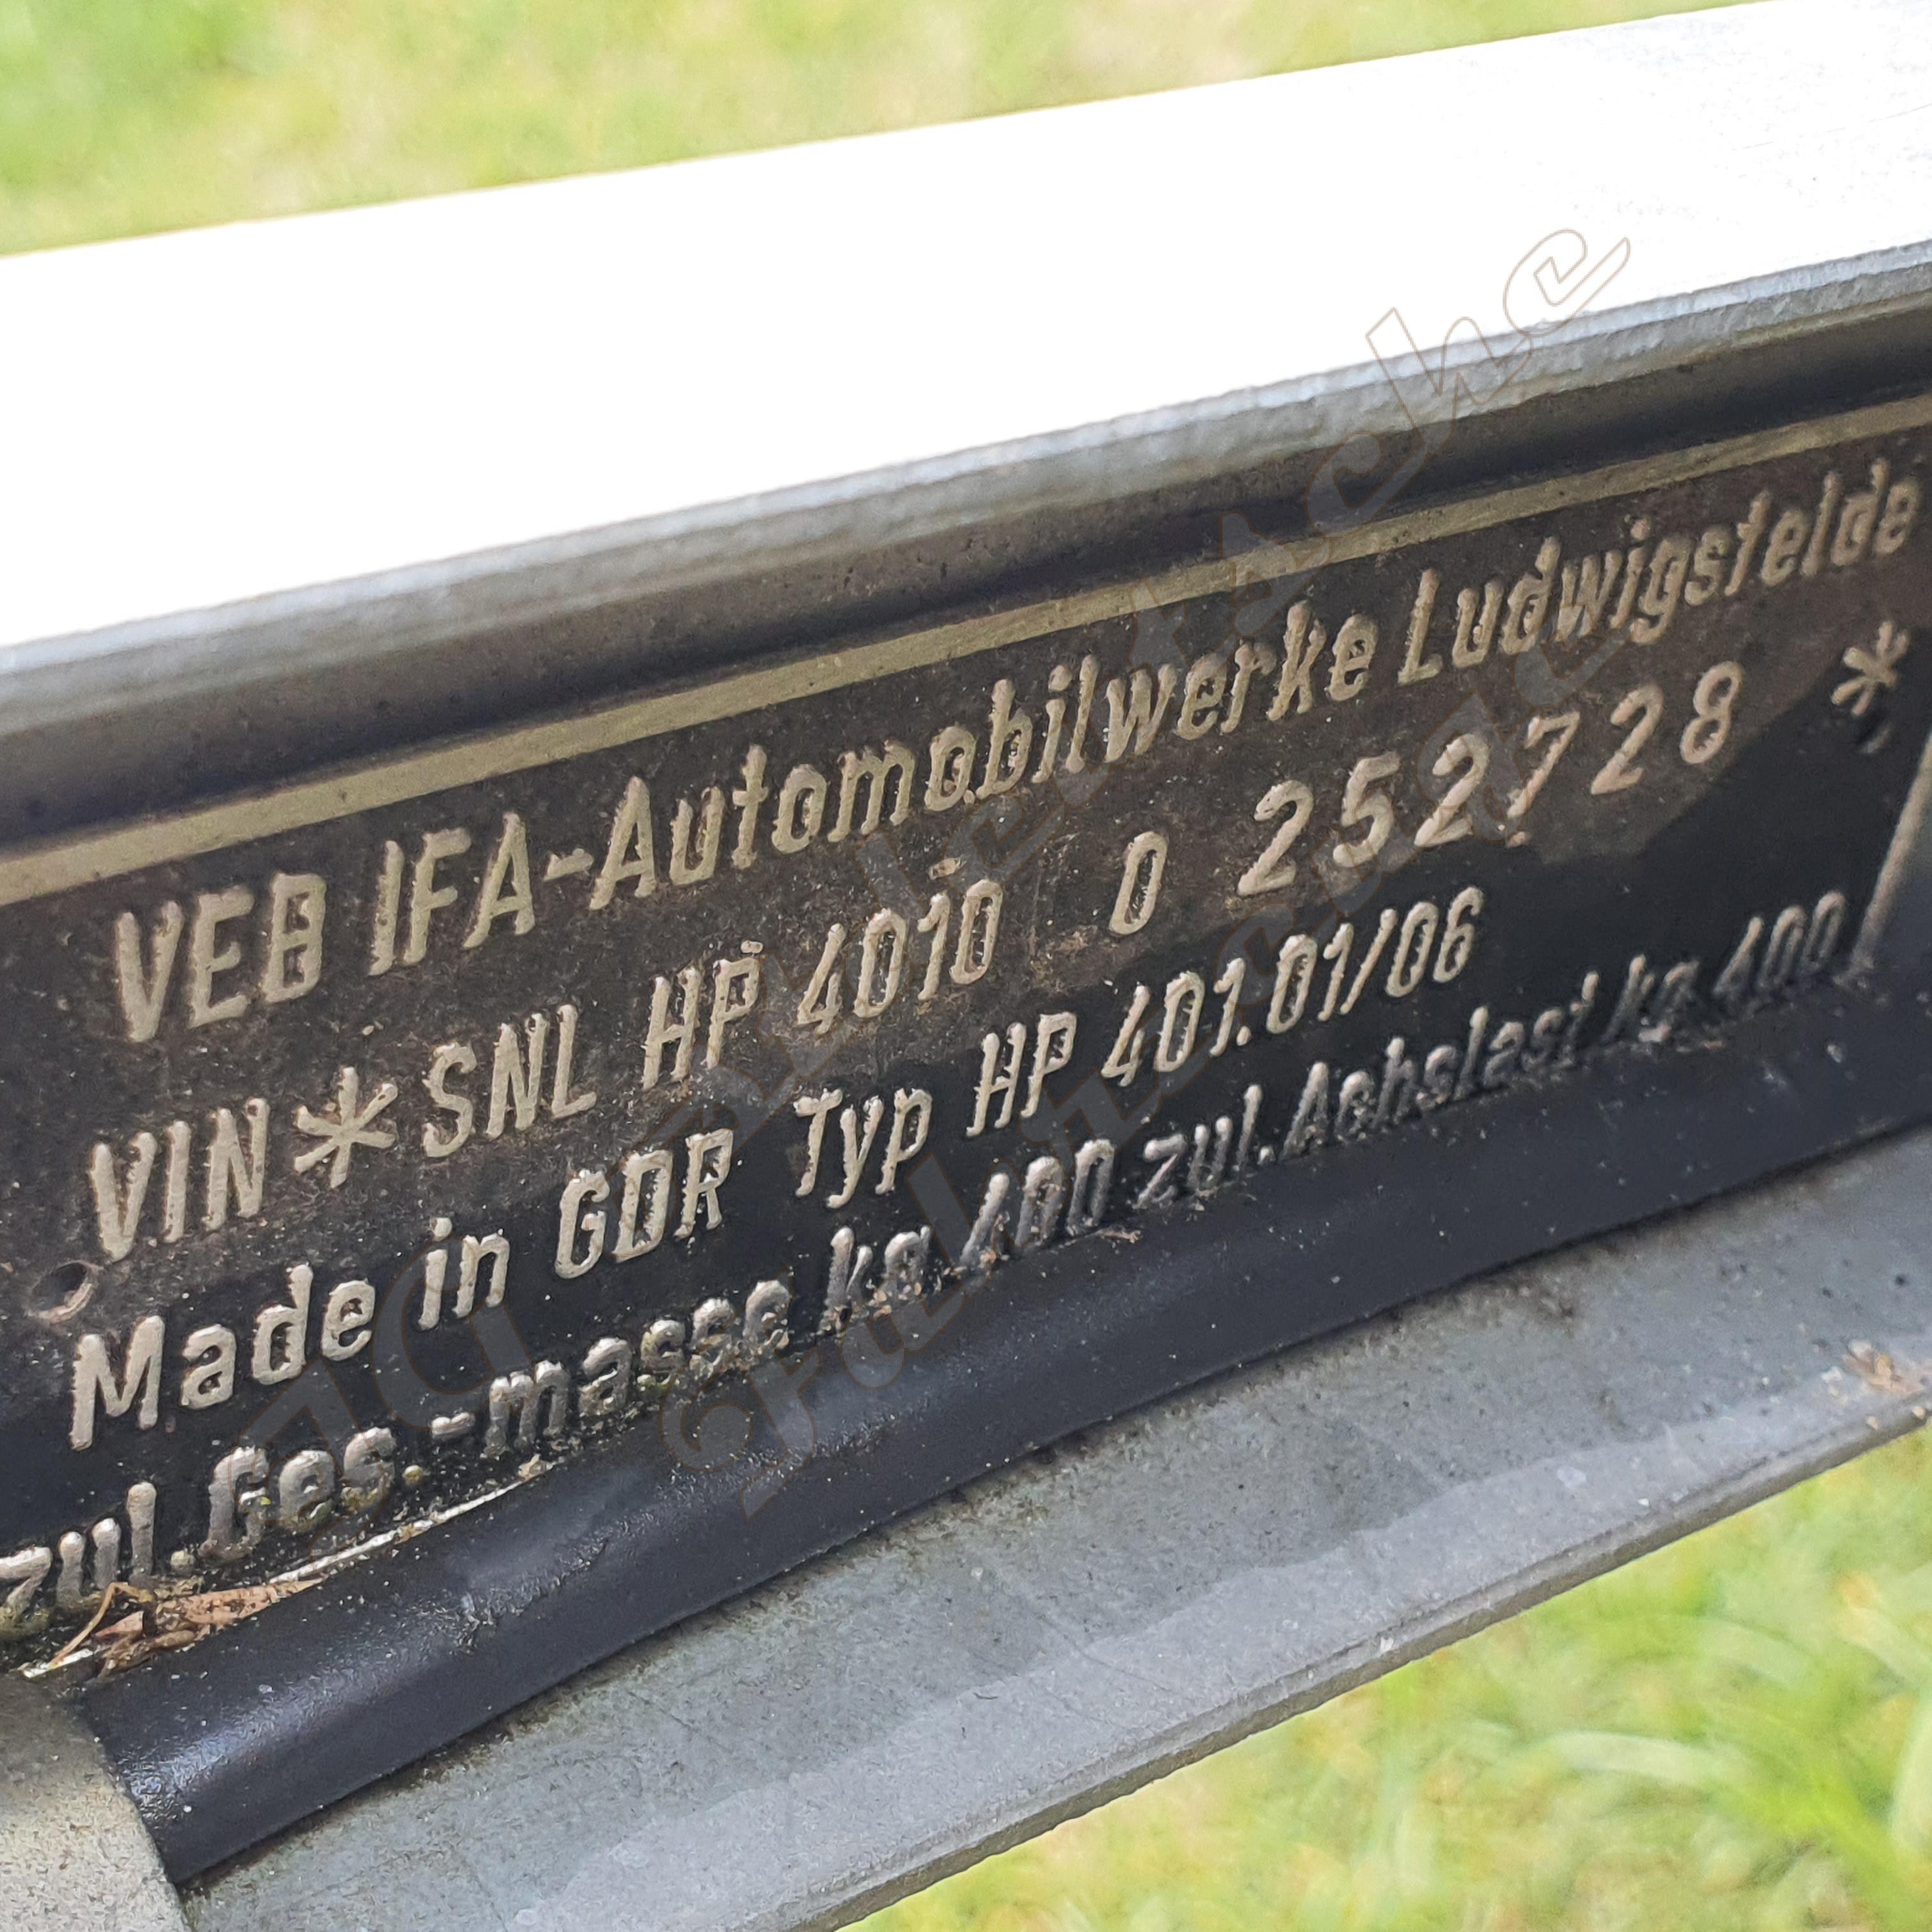 VEB IFA-Automobilwerke Ludwigsfelde
VIN*SNL HP 4010 0 252728 *
Made in GDR Typ HP 401.01/06
zul. Ges.-masse kg 400 zul. Achslast kg 400